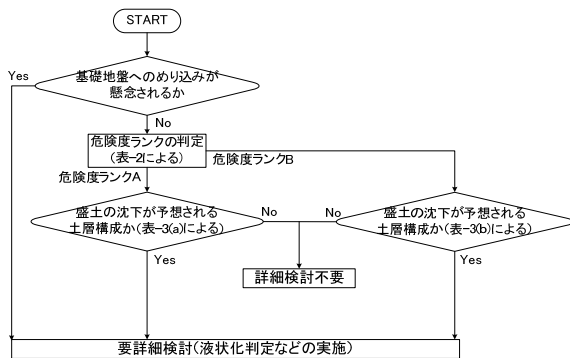 START
Yes
基礎地盤へのめり込みが
懸念されるか
No
危険度ランクの判定
(表-2による)
危険度ランクB
危険度ランクA
盛土の沈下が予想される
土層構成か(表-3(a)による)
No
No
盛土の沈下が予想される
土層構成か(表-3(b)による)
Yes
詳細検討不要
Yes
要詳細検討(液状化判定などの実施)